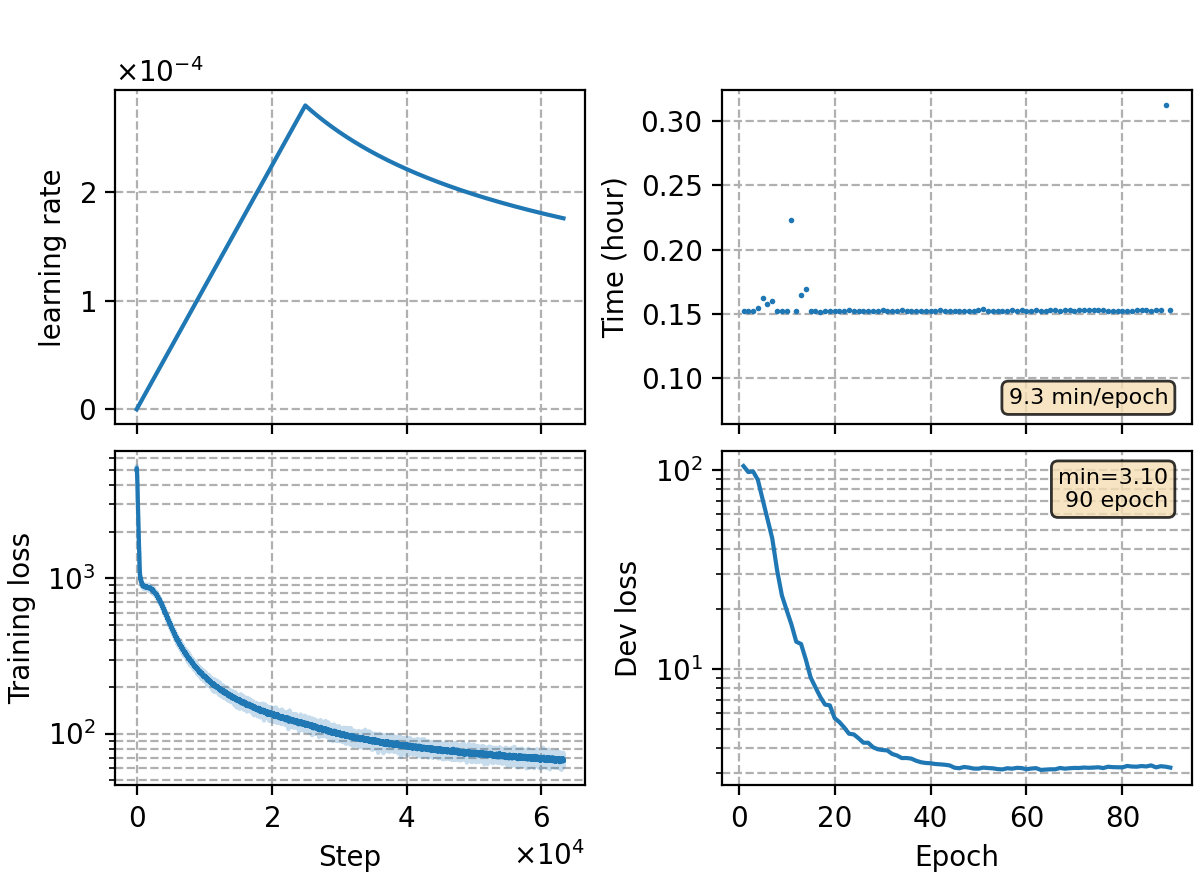 ×10⁻⁴
learning rate
2
1
0
Time (hour)
0.30
0.25
0.20
0.15
0.10
9.3 min/epoch
Training loss
10³
10²
0 2 4 6
Step
×10⁴
Dev loss
10²
10¹
min=3.10
90 epoch
0 20 40 60 80
Epoch